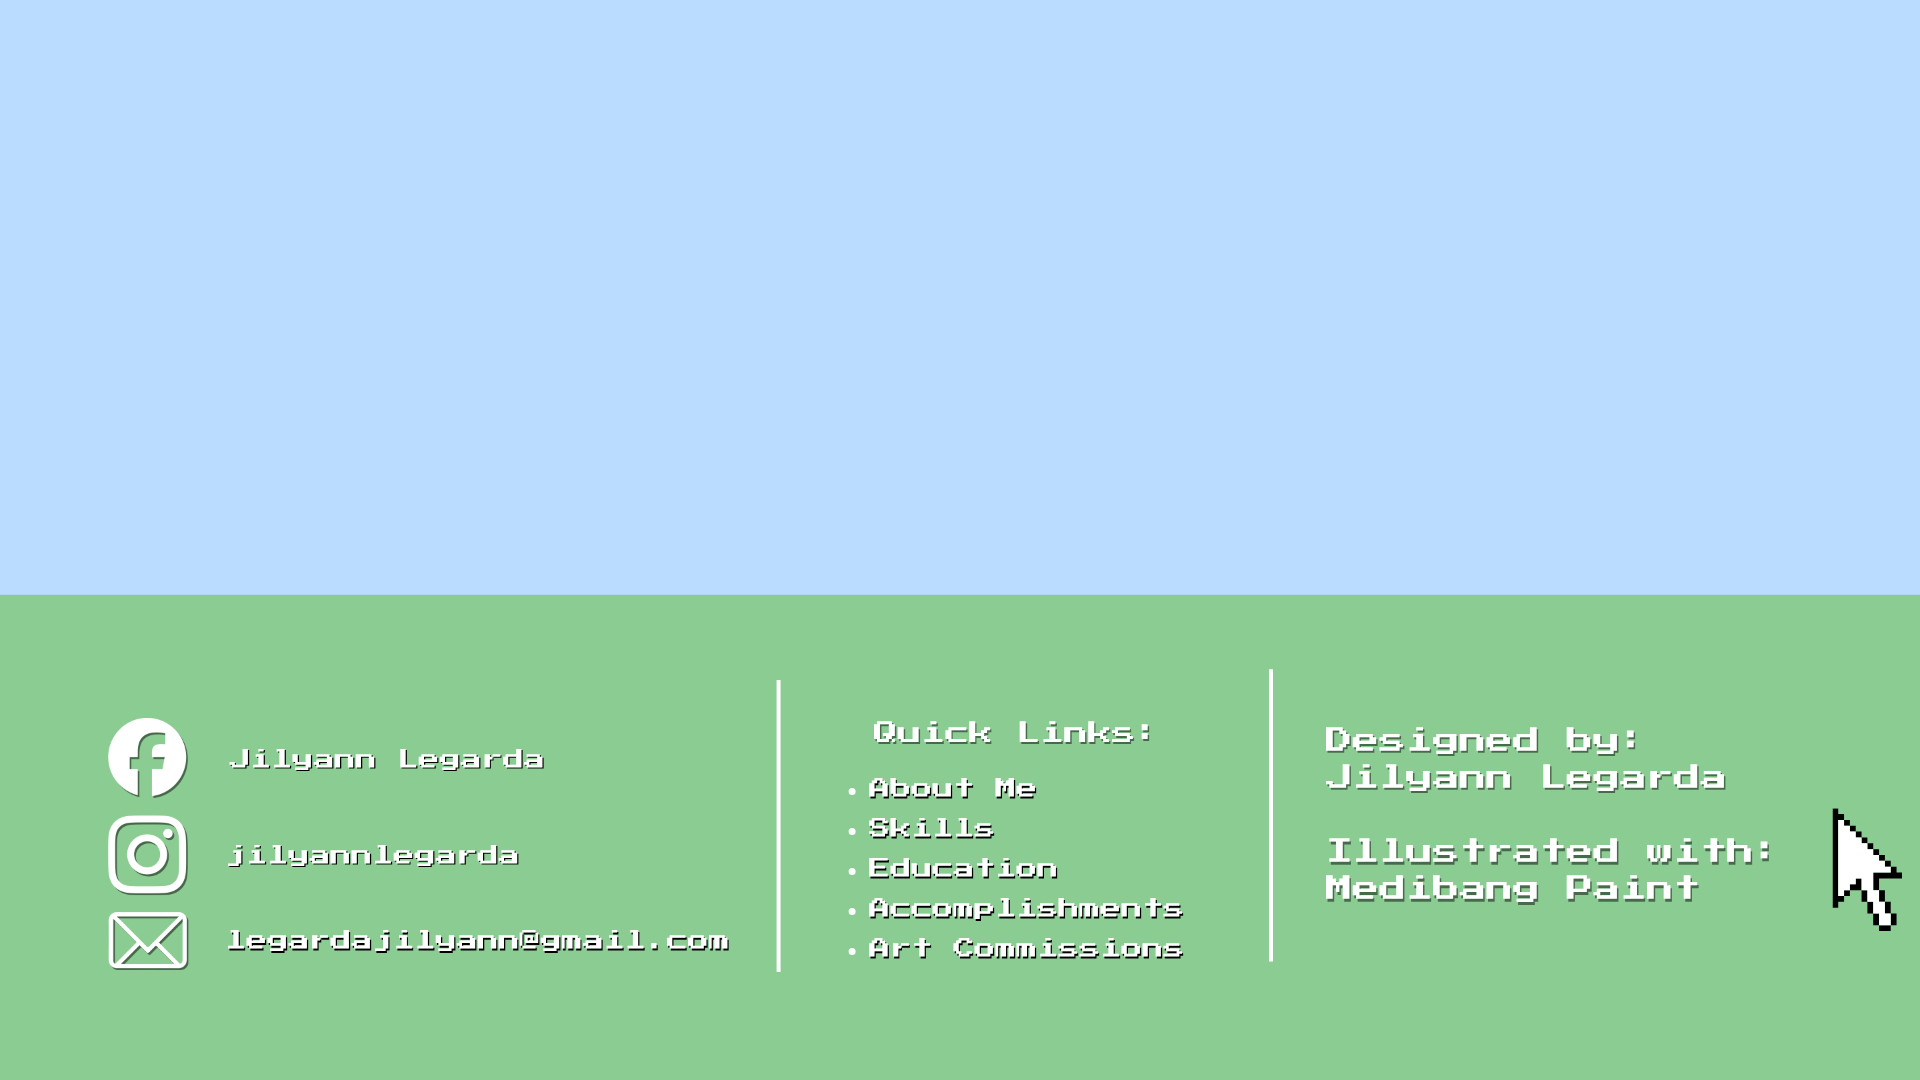 Jilyann Legarda
jilyannlegarda
legardajilyann@gmail.com
Quick Links:
• About Me
• Skills
• Education
• Accomplishments
• Art Commissions
Designed by:
Jilyann Legarda
Illustrated with:
Medibang Paint